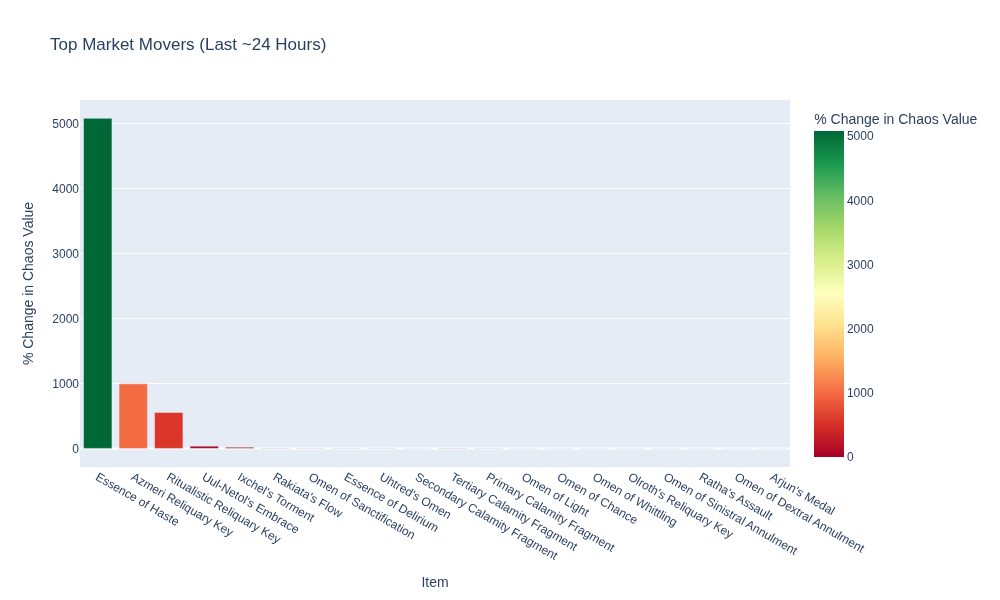 Top Market Movers (Last ~24 Hours)
% Change in Chaos Value
5000
4000
3000
2000
1000
0
Essence of Haste
Azmeri Reliquary Key
Ritualistic Reliquary Key
Uul-Netol's Embrace
Ixchel's Torment
Rakiata's Flow
Omen of Sanctification
Essence of Delirium
Uhtred's Omen
Secondary Calamity Fragment
Tertiary Calamity Fragment
Primary Calamity Fragment
Omen of Light
Omen of Chance
Omen of Whittling
Olroth's Reliquary Key
Omen of Sinistral Annulment
Ratha's Assault
Omen of Dextral Annulment
Arjun's Medal
Item
% Change in Chaos Value
5000
4000
3000
2000
1000
0